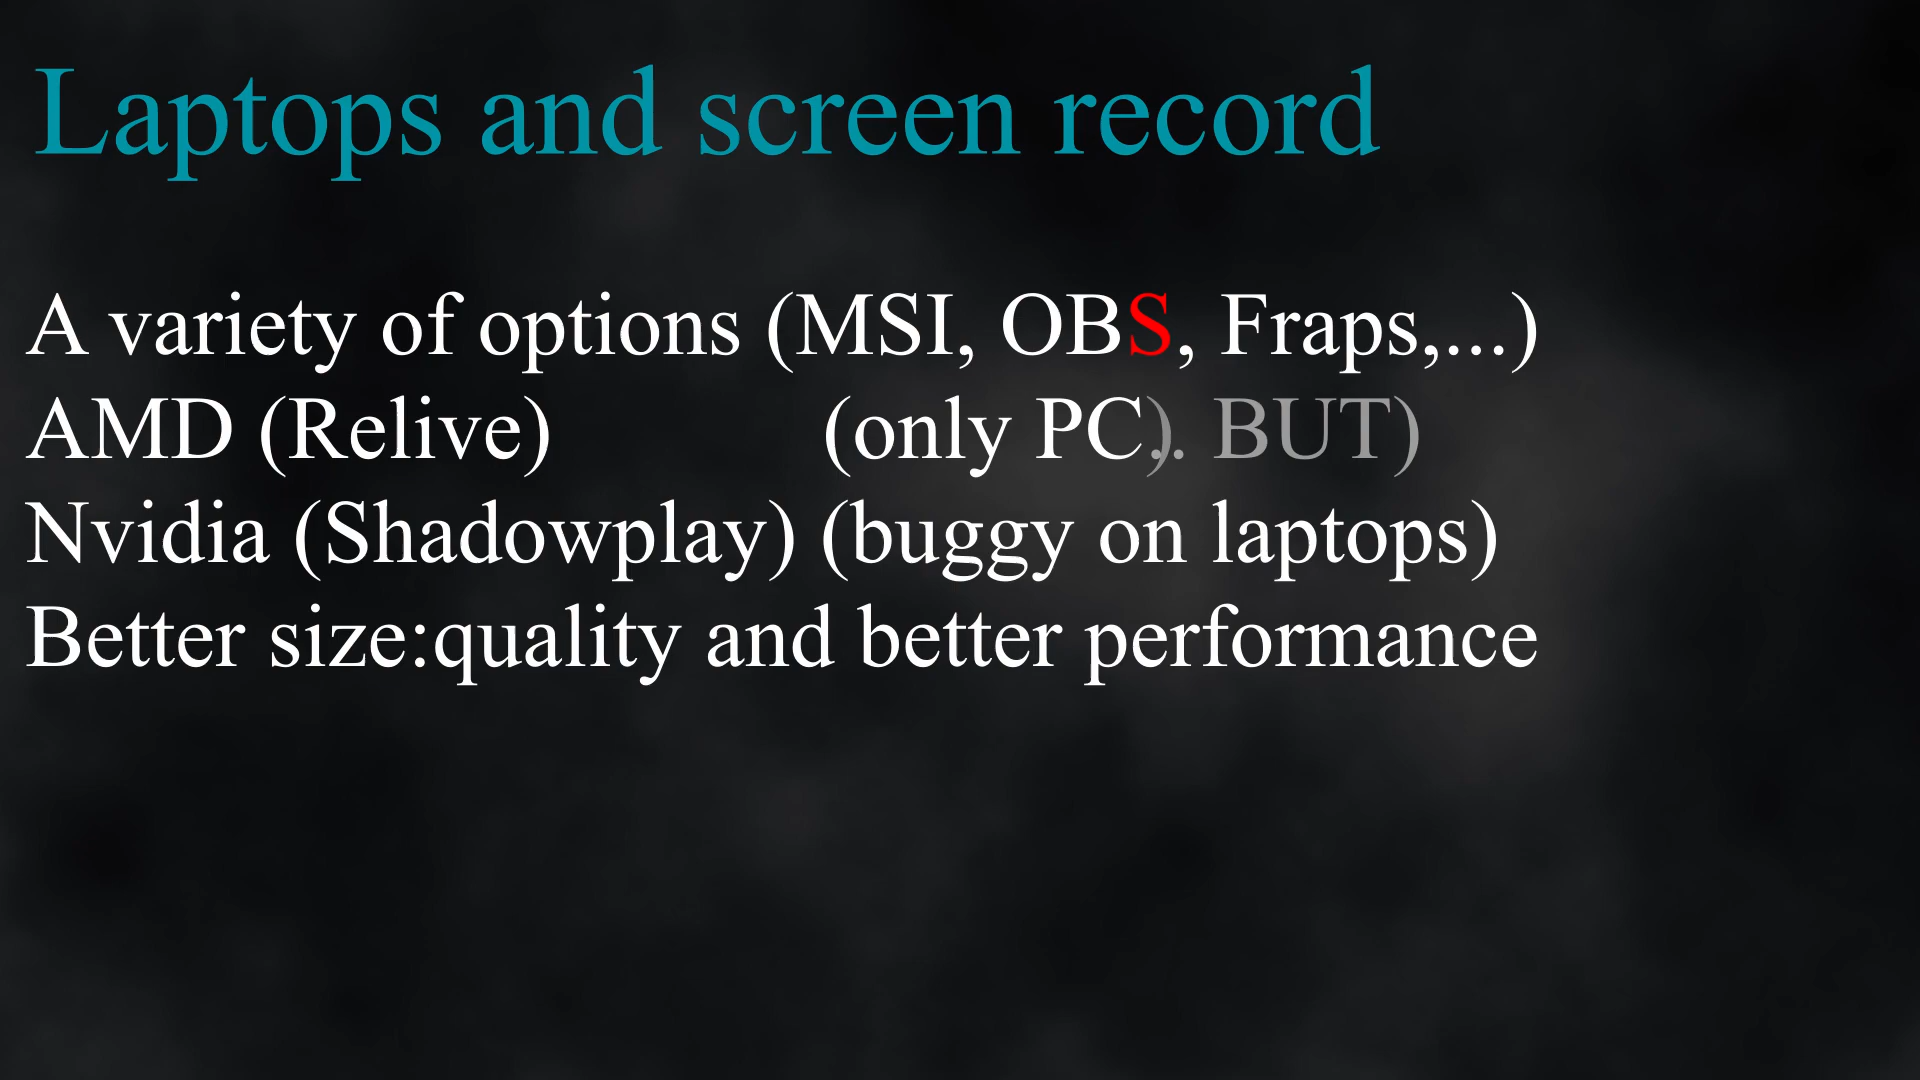 Laptops and screen record
A variety of options (MSI, OBS, Fraps,...)
AMD (Relive) (only PC).. BUT)
Nvidia (Shadowplay) (buggy on laptops)
Better size:quality and better performance